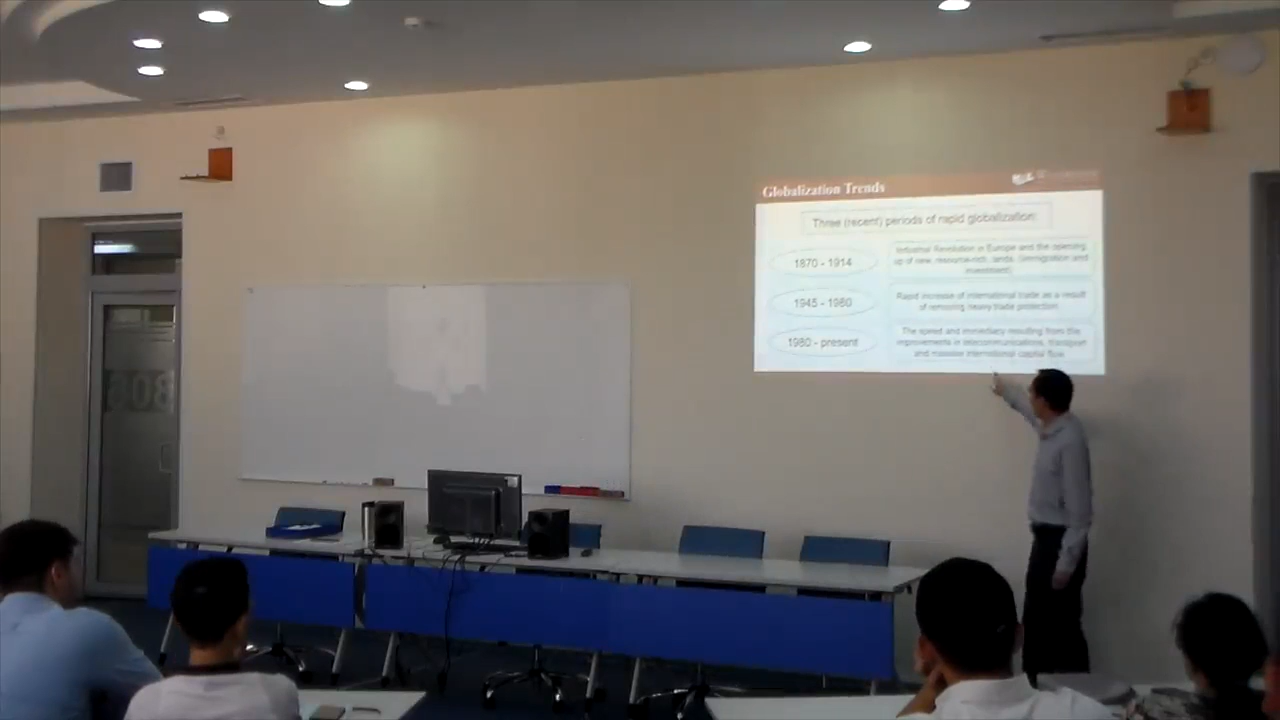 Globalization Trends
Three (recent) periods of rapid globalization:
1870 - 1914
Industrial Revolution in Europe and the opening
up of new, resource-rich, lands. (immigration and
investment)
1945 - 1980
Rapid increase of international trade as a result
of removing heavy trade protection
1980 - present
The speed and immediacy resulting from the
improvements in telecommunications, transport
and massive international capital flow.